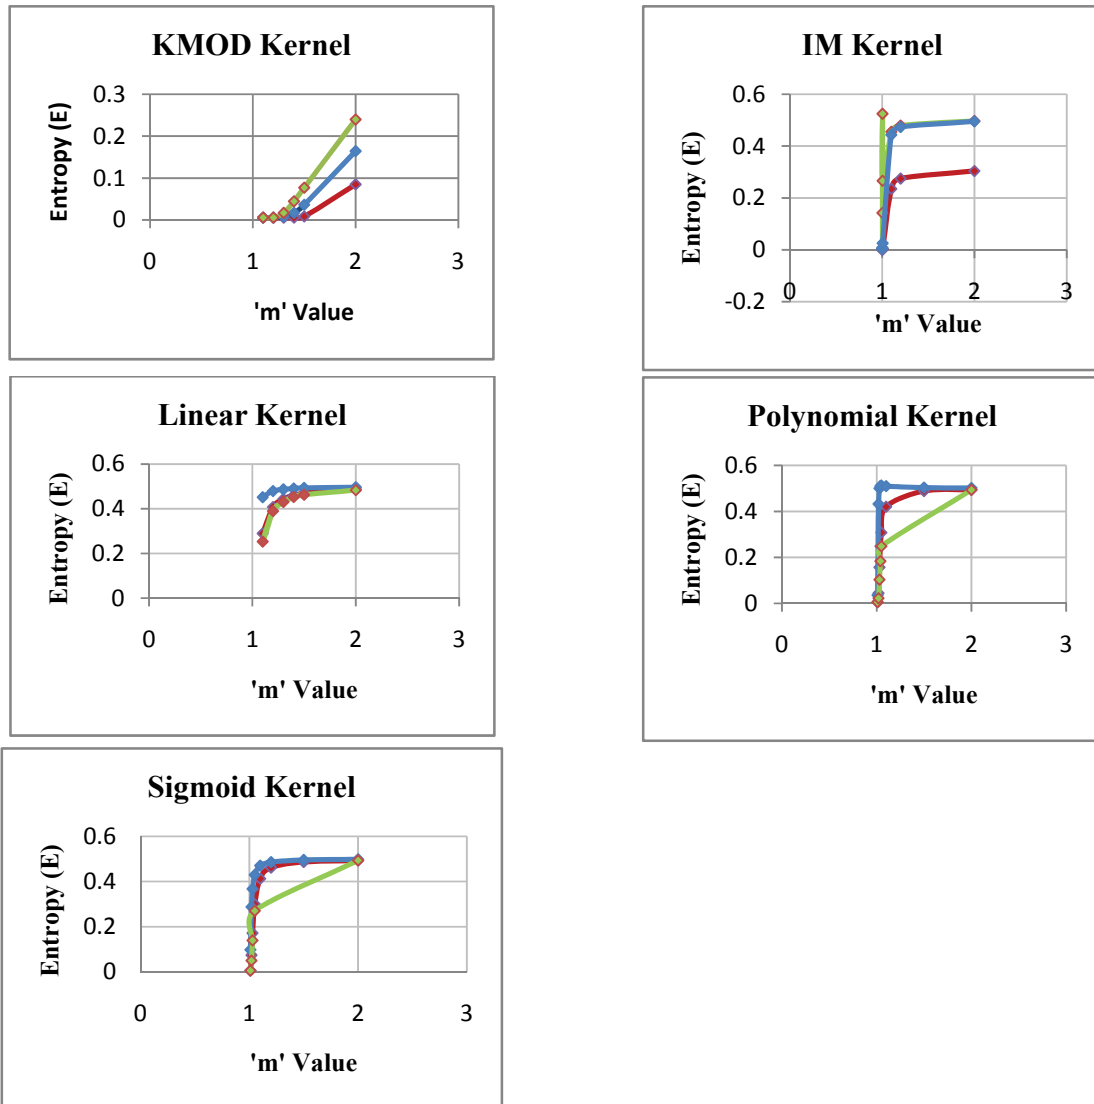 KMOD Kernel
Entropy (E)
0.3
0.2
0.1
0
0 1 2 3
'm' Value
IM Kernel
Entropy (E)
0.6
0.4
0.2
0
-0.2
0 1 2 3
'm' Value
Linear Kernel
Entropy (E)
0.6
0.4
0.2
0
0 1 2 3
'm' Value
Polynomial Kernel
Entropy (E)
0.6
0.4
0.2
0
0 1 2 3
'm' Value
Sigmoid Kernel
Entropy (E)
0.6
0.4
0.2
0
0 1 2 3
'm' Value